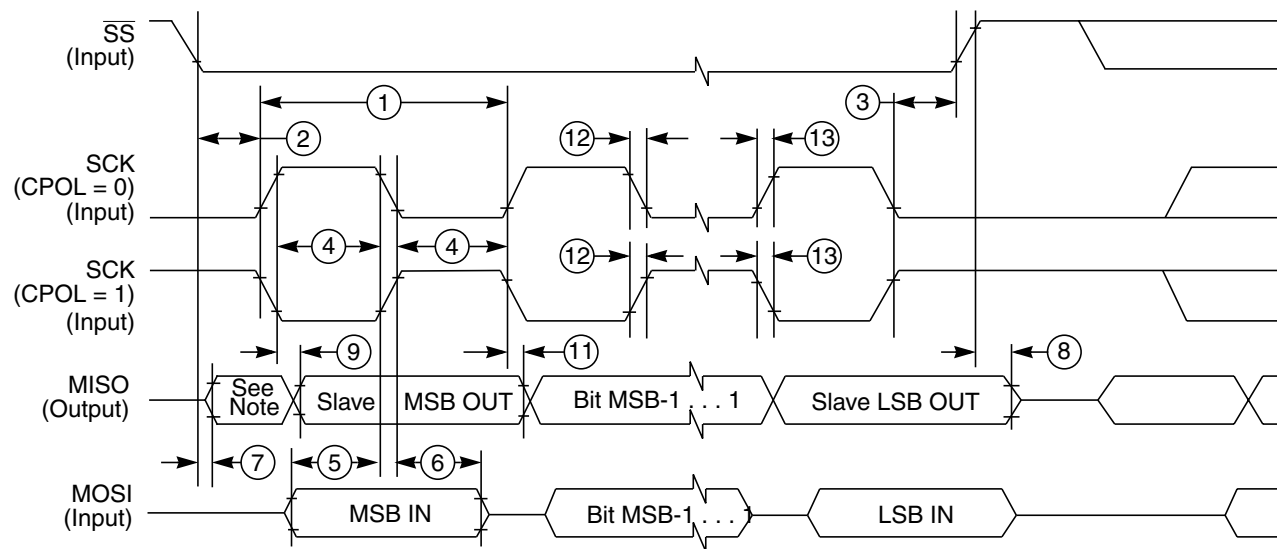 SS
(Input)
1
3
2
12
13
SCK
(CPOL = 0)
(Input)
4
4
12
13
SCK
(CPOL = 1)
(Input)
9
11
8
MISO
(Output)
See
Note
Slave
MSB OUT
Bit MSB-1 . . . 1
Slave LSB OUT
7
5
6
MOSI
(Input)
MSB IN
Bit MSB-1 . . . 1
LSB IN